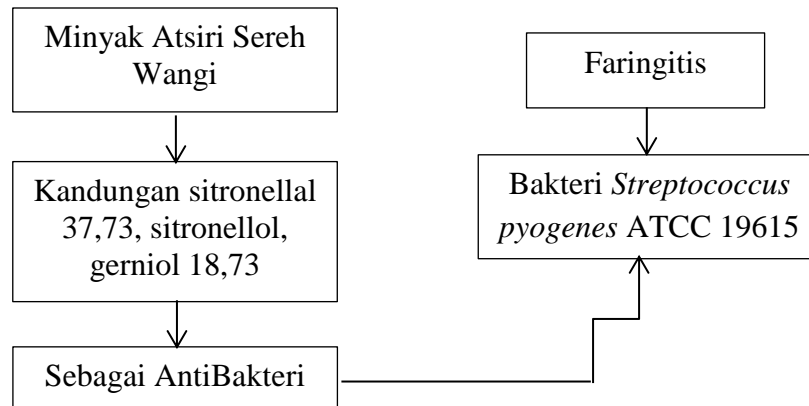 Minyak Atsiri Sereh
Wangi
Kandungan sitronellal
37,73, sitronellol,
gerniol 18,73
Sebagai AntiBakteri
Faringitis
Bakteri Streptococcus
pyogenes ATCC 19615